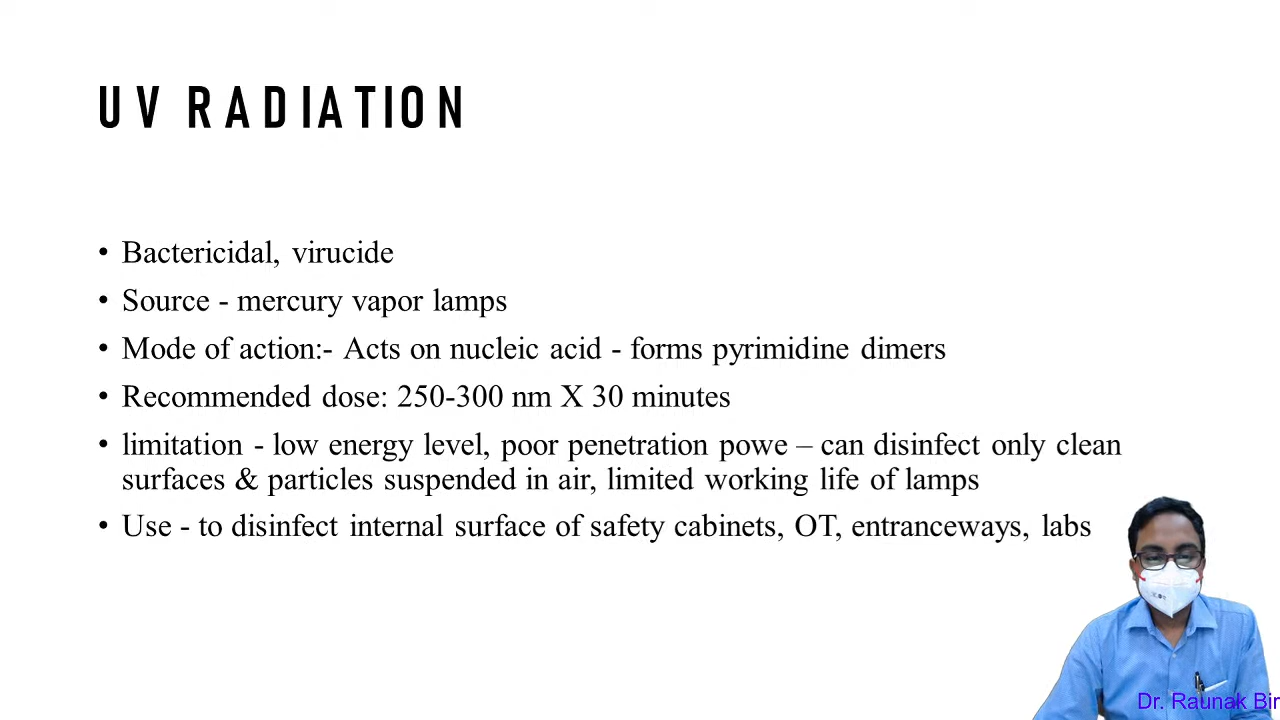 UV RADIATION
• Bactericidal, virucide
• Source - mercury vapor lamps
• Mode of action:- Acts on nucleic acid - forms pyrimidine dimers
• Recommended dose: 250-300 nm X 30 minutes
• limitation - low energy level, poor penetration powe – can disinfect only clean
surfaces & particles suspended in air, limited working life of lamps
• Use - to disinfect internal surface of safety cabinets, OT, entranceways, labs
Dr. Raunak Bir